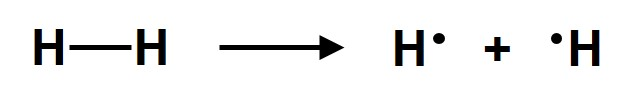 H—H → H• + •H